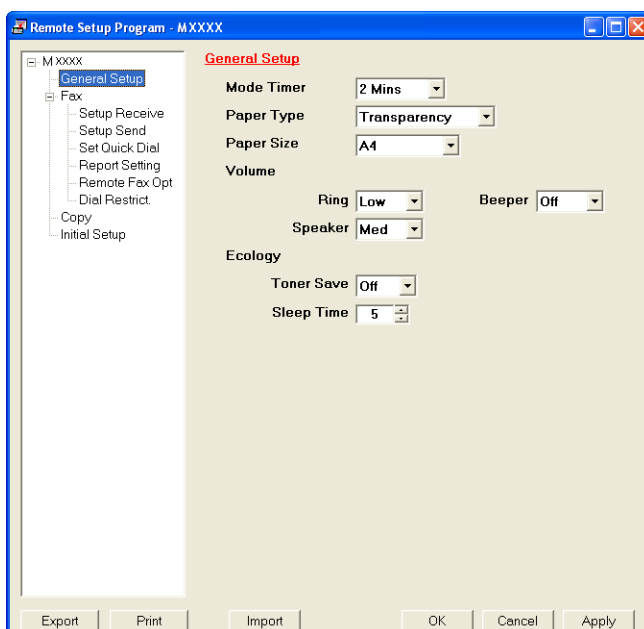 Remote Setup Program - MXXXX
M XXXX
General Setup
Fax
Setup Receive
Setup Send
Set Quick Dial
Report Setting
Remote Fax Opt
Dial Restrict.
Copy
Initial Setup
General Setup
Mode Timer 2 Mins
Paper Type Transparency
Paper Size A4
Volume
Ring Low Beeper Off
Speaker Med
Ecology
Toner Save Off
Sleep Time 5
Export Print Import OK Cancel Apply